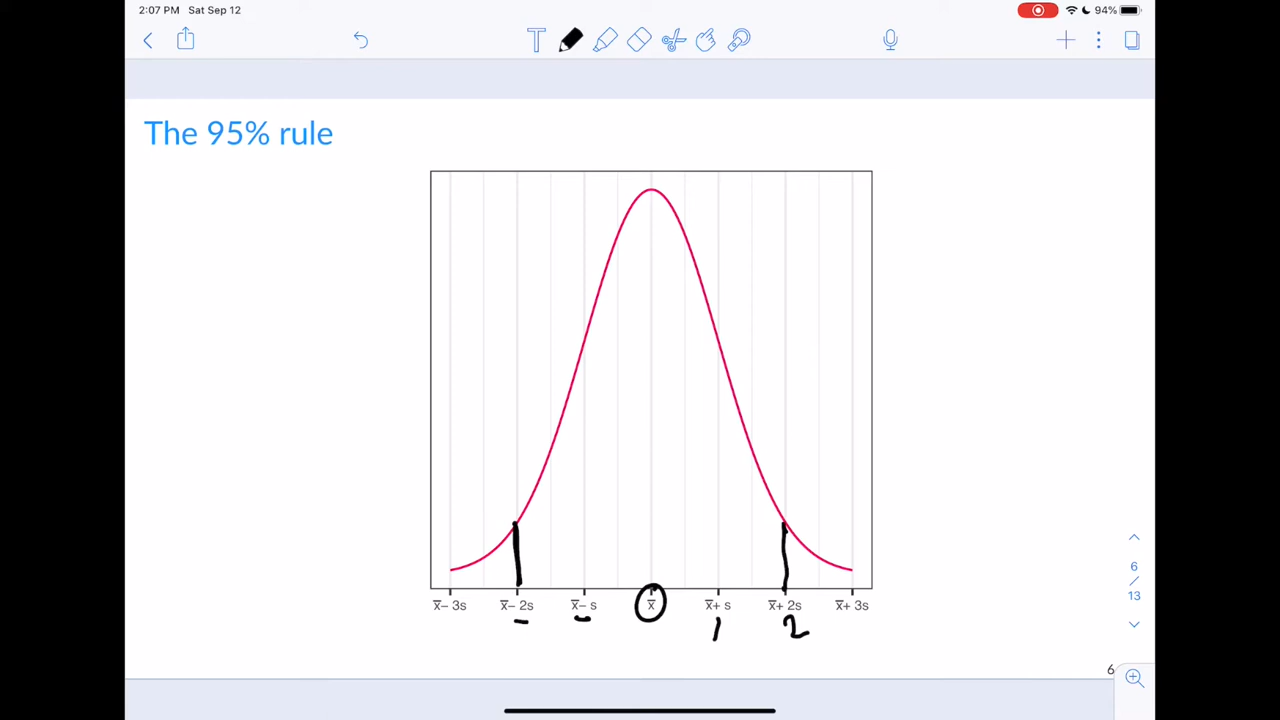 2:07 PM Sat Sep 12 94%
T
The 95% rule
x̄− 3s x̄− 2s x̄− s x̄ x̄+ s x̄+ 2s x̄+ 3s
− − 1 2
6
/
13
6